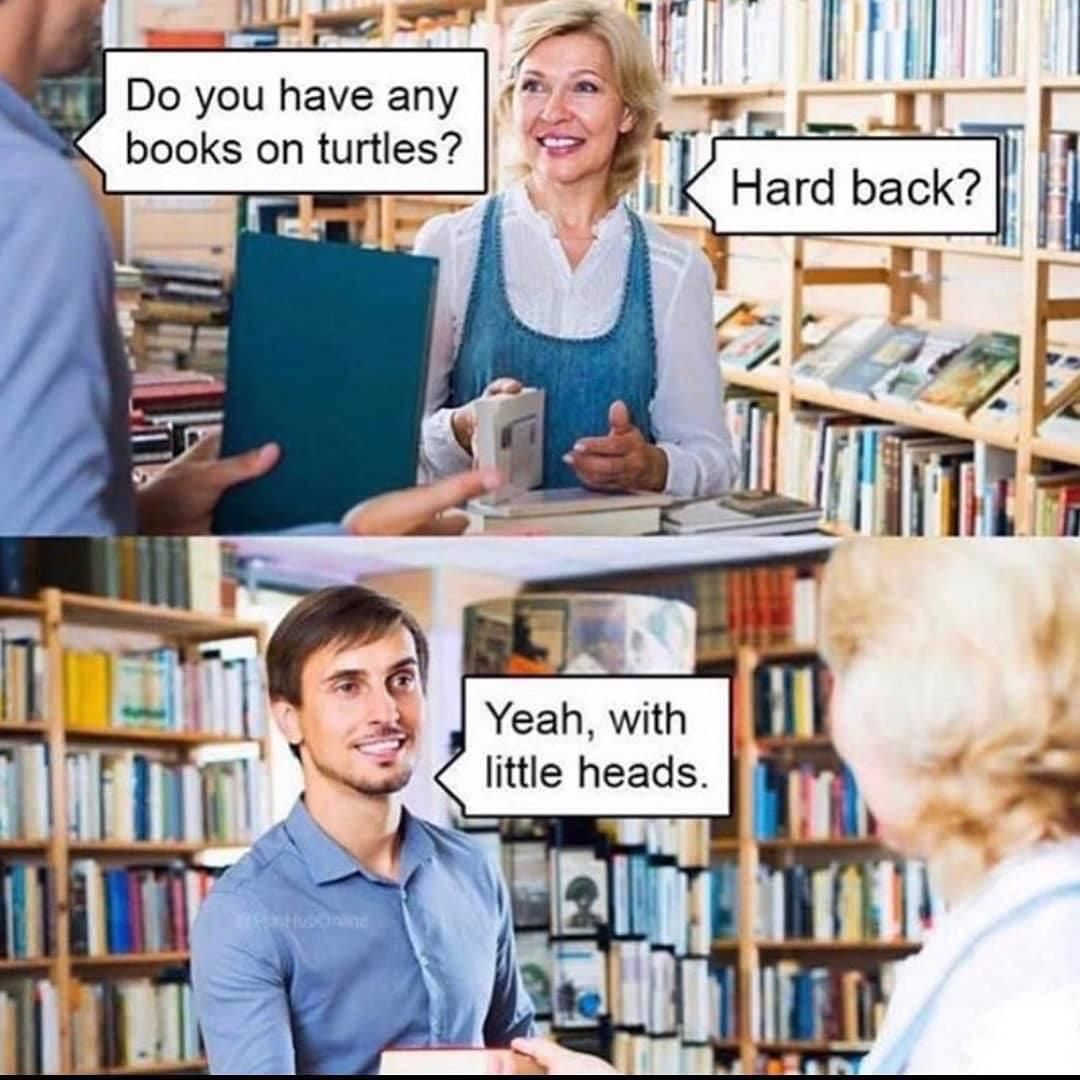 Do you have any
books on turtles?
Hard back?
Yeah, with
little heads.